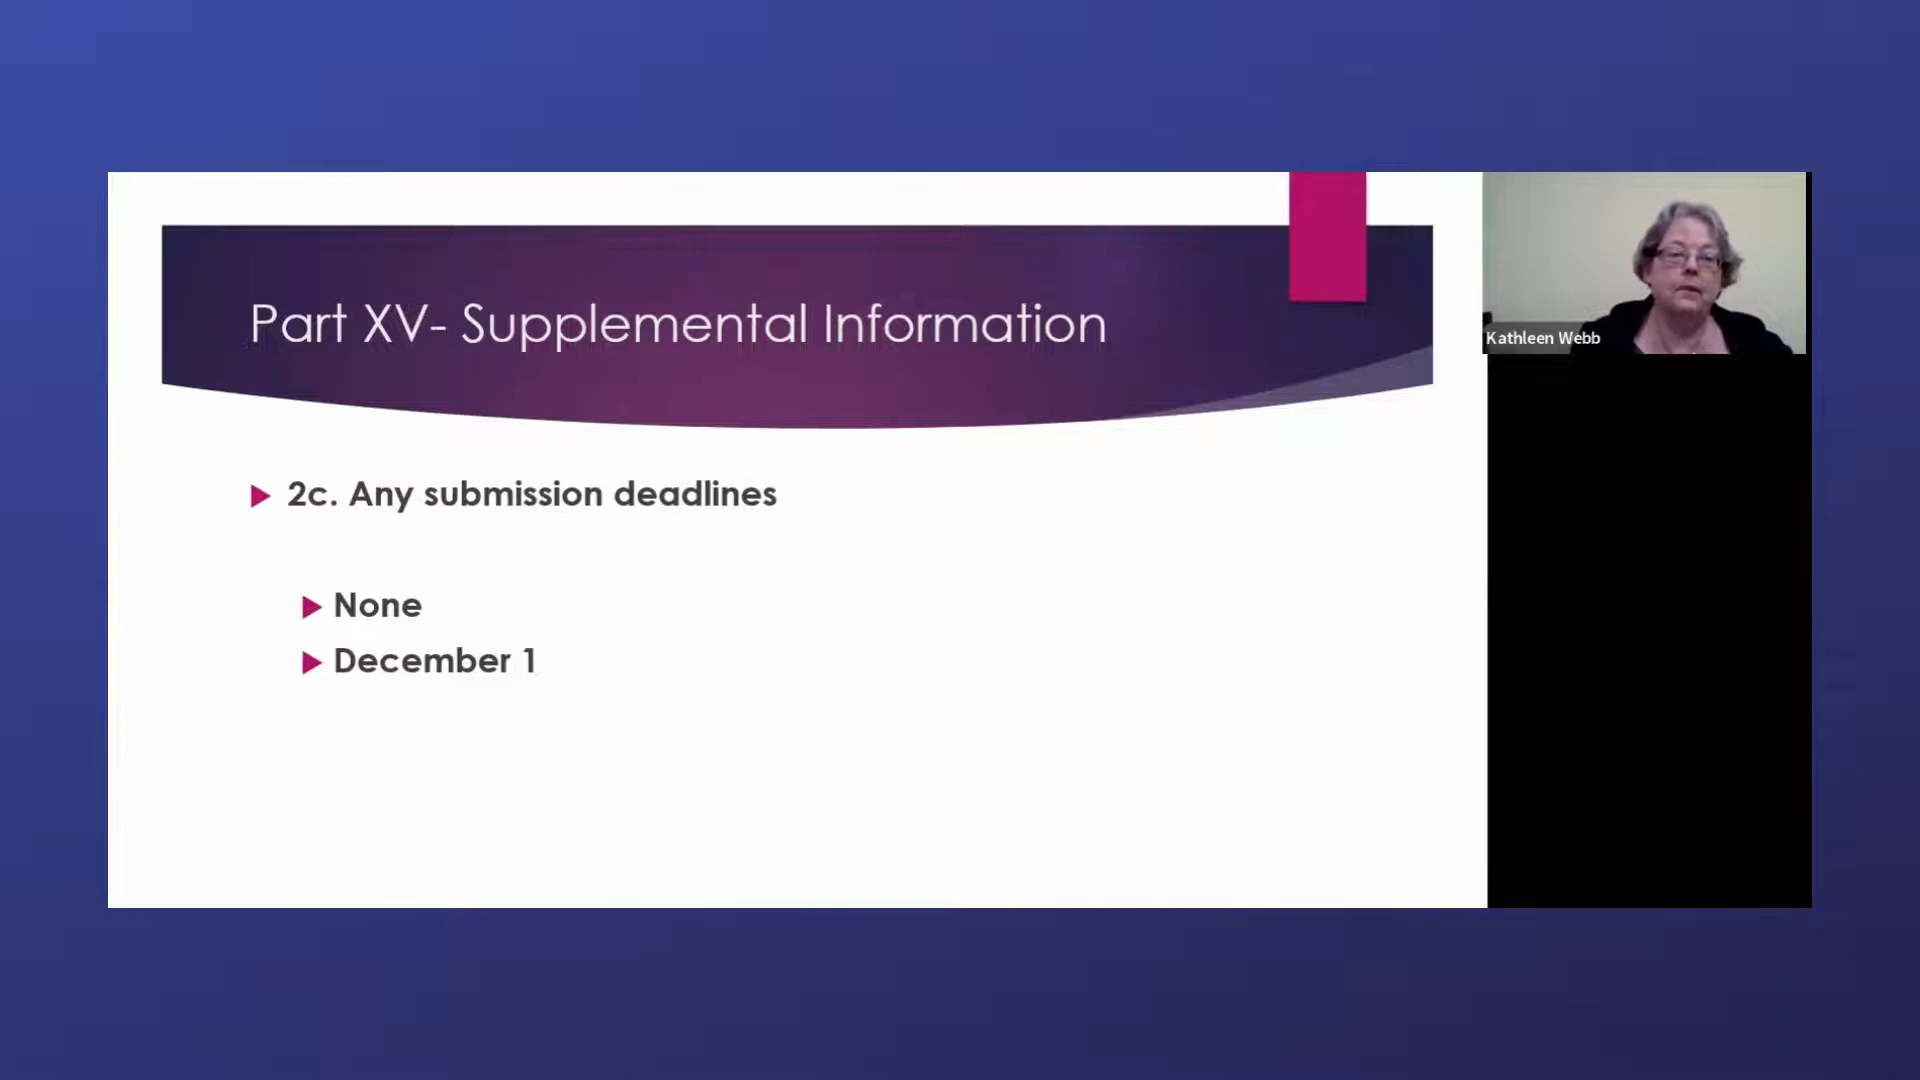 Part XV- Supplemental Information
Kathleen Webb
2c. Any submission deadlines
None
December 1